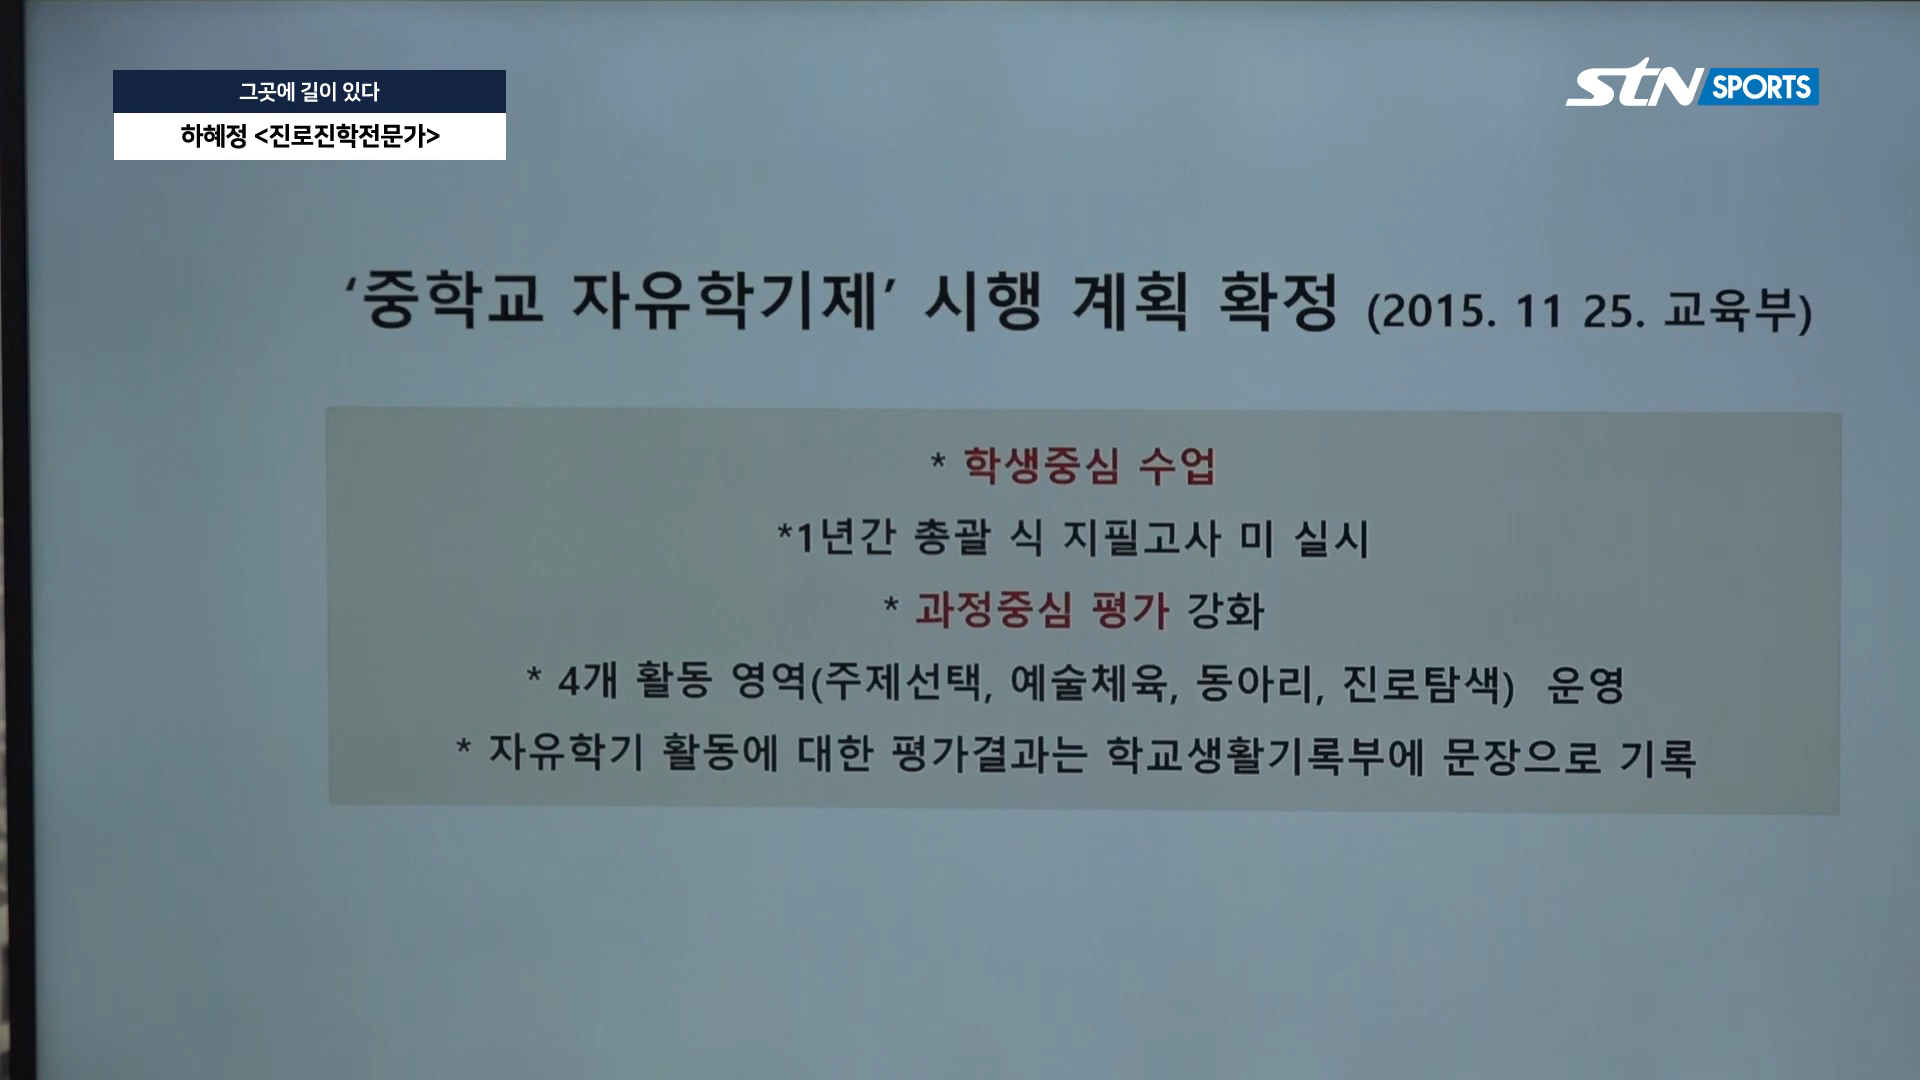 그곳에 길이 있다
하혜정 <진로진학전문가>
STN SPORTS
‘중학교 자유학기제’ 시행 계획 확정 (2015. 11 25. 교육부)
* 학생중심 수업
*1년간 총괄 식 지필고사 미 실시
* 과정중심 평가 강화
* 4개 활동 영역(주제선택, 예술체육, 동아리, 진로탐색) 운영
* 자유학기 활동에 대한 평가결과는 학교생활기록부에 문장으로 기록